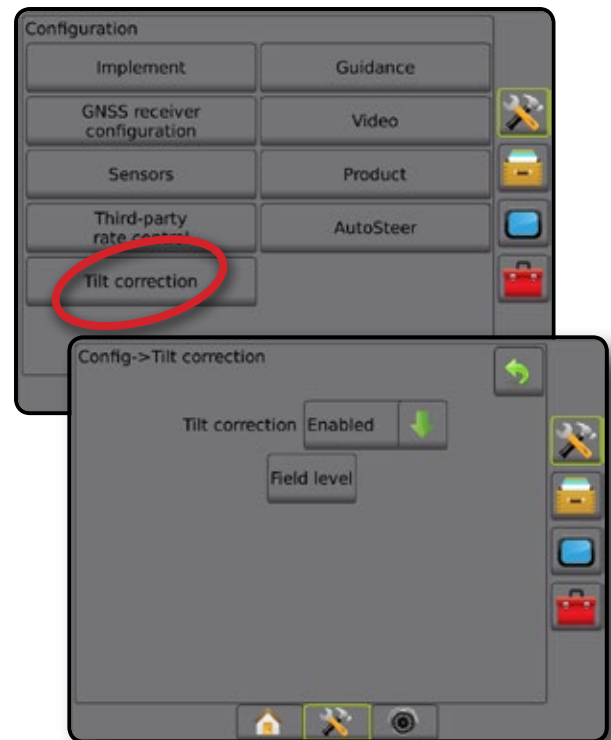 Configuration
Implement
Guidance
GNSS receiver
configuration
Video
Sensors
Product
Third-party
rate control
AutoSteer
Tilt correction
Config->Tilt correction
Tilt correction Enabled
Field level